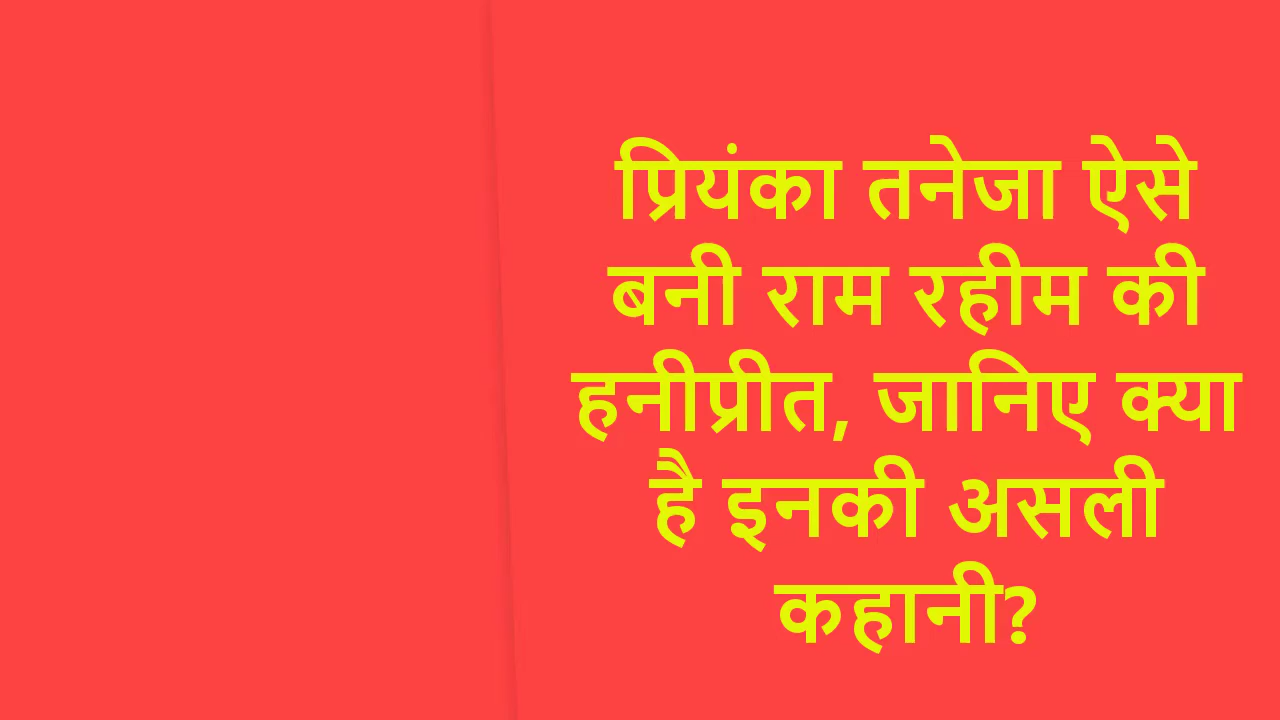 प्रियंका तनेजा ऐसे
बनी राम रहीम की
हनीप्रीत, जानिए क्या
है इनकी असली
कहानी?